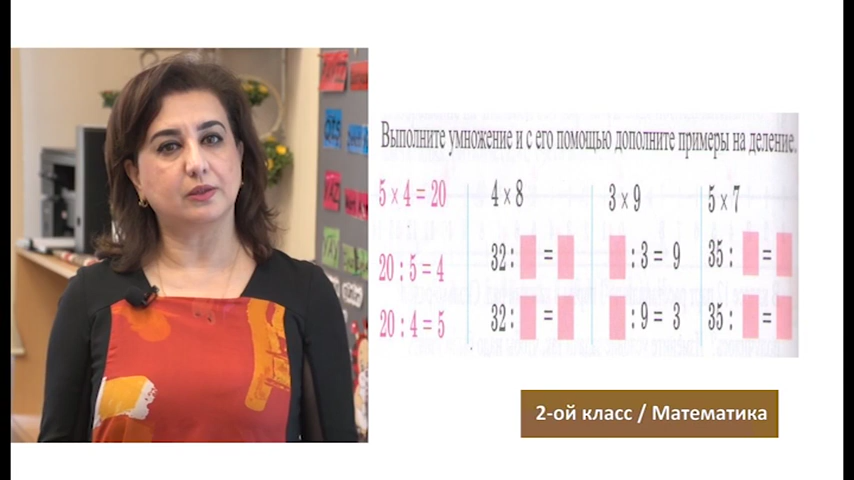 Выполните умножение и с его помощью дополните примеры на деление.
5 × 4 = 20
20 : 5 = 4
20 : 4 = 5
4 × 8
32 : =
32 : =
3 × 9
: 3 = 9
: 9 = 3
5 × 7
35 : =
35 : =
2-ой класс / Математика